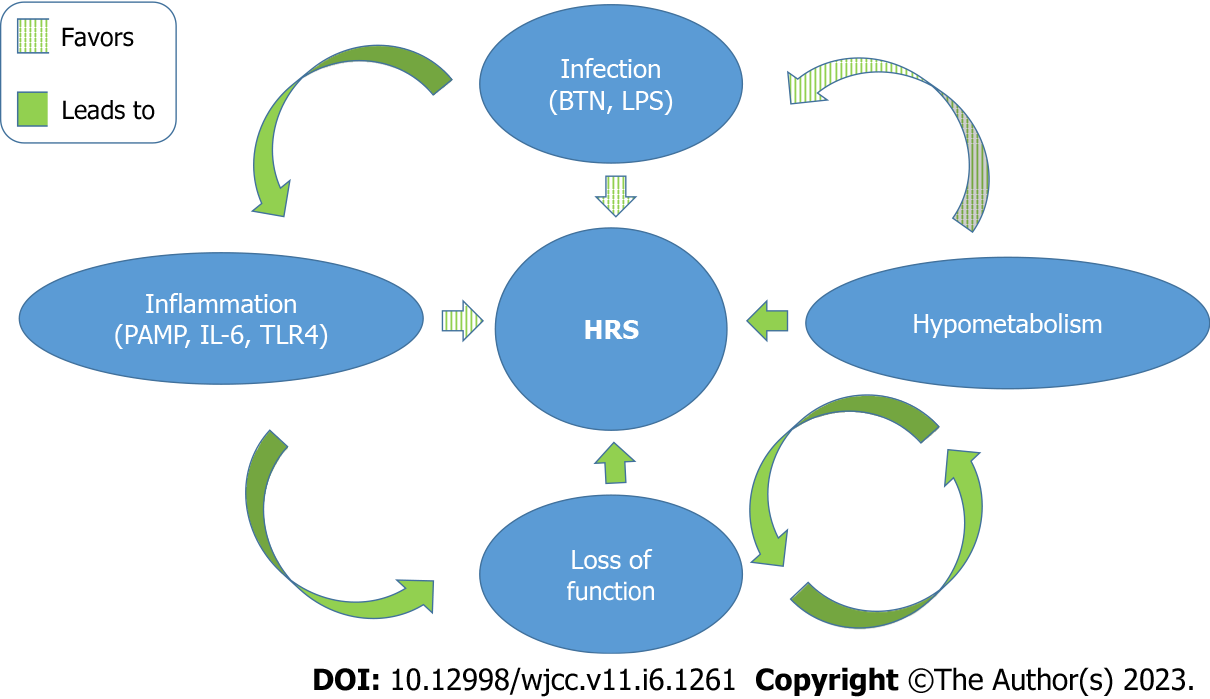 Favors
Leads to
Infection
(BTN, LPS)
Inflammation
(PAMP, IL-6, TLR4)
HRS
Hypometabolism
Loss of
function
DOI: 10.12998/wjcc.v11.i6.1261 Copyright ©The Author(s) 2023.